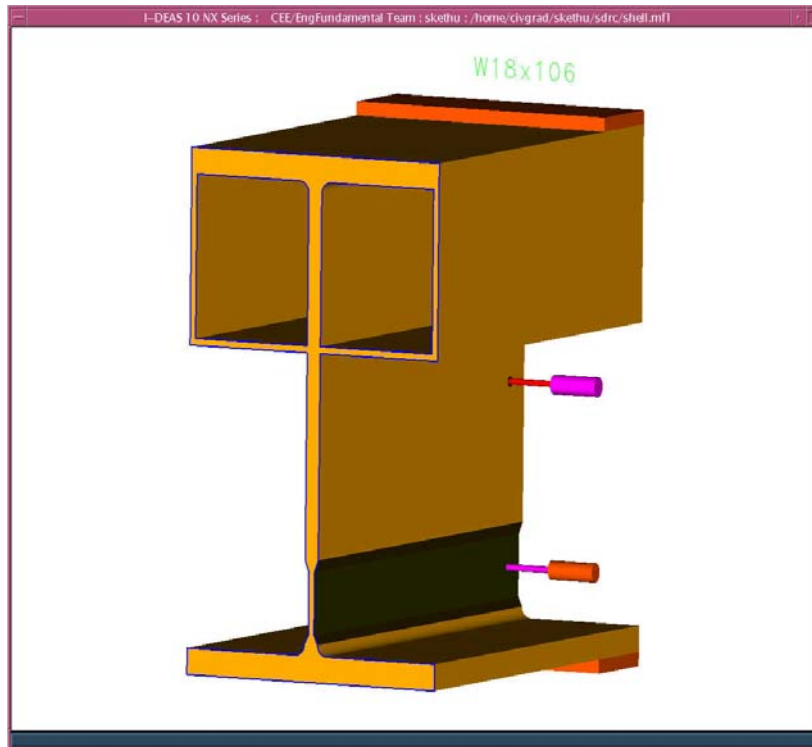 I-DEAS 10 NX Series : CEE/EngFundamental Team : skethu : /home/civgrad/skethu/sdrc/shell.mf1
W18x106